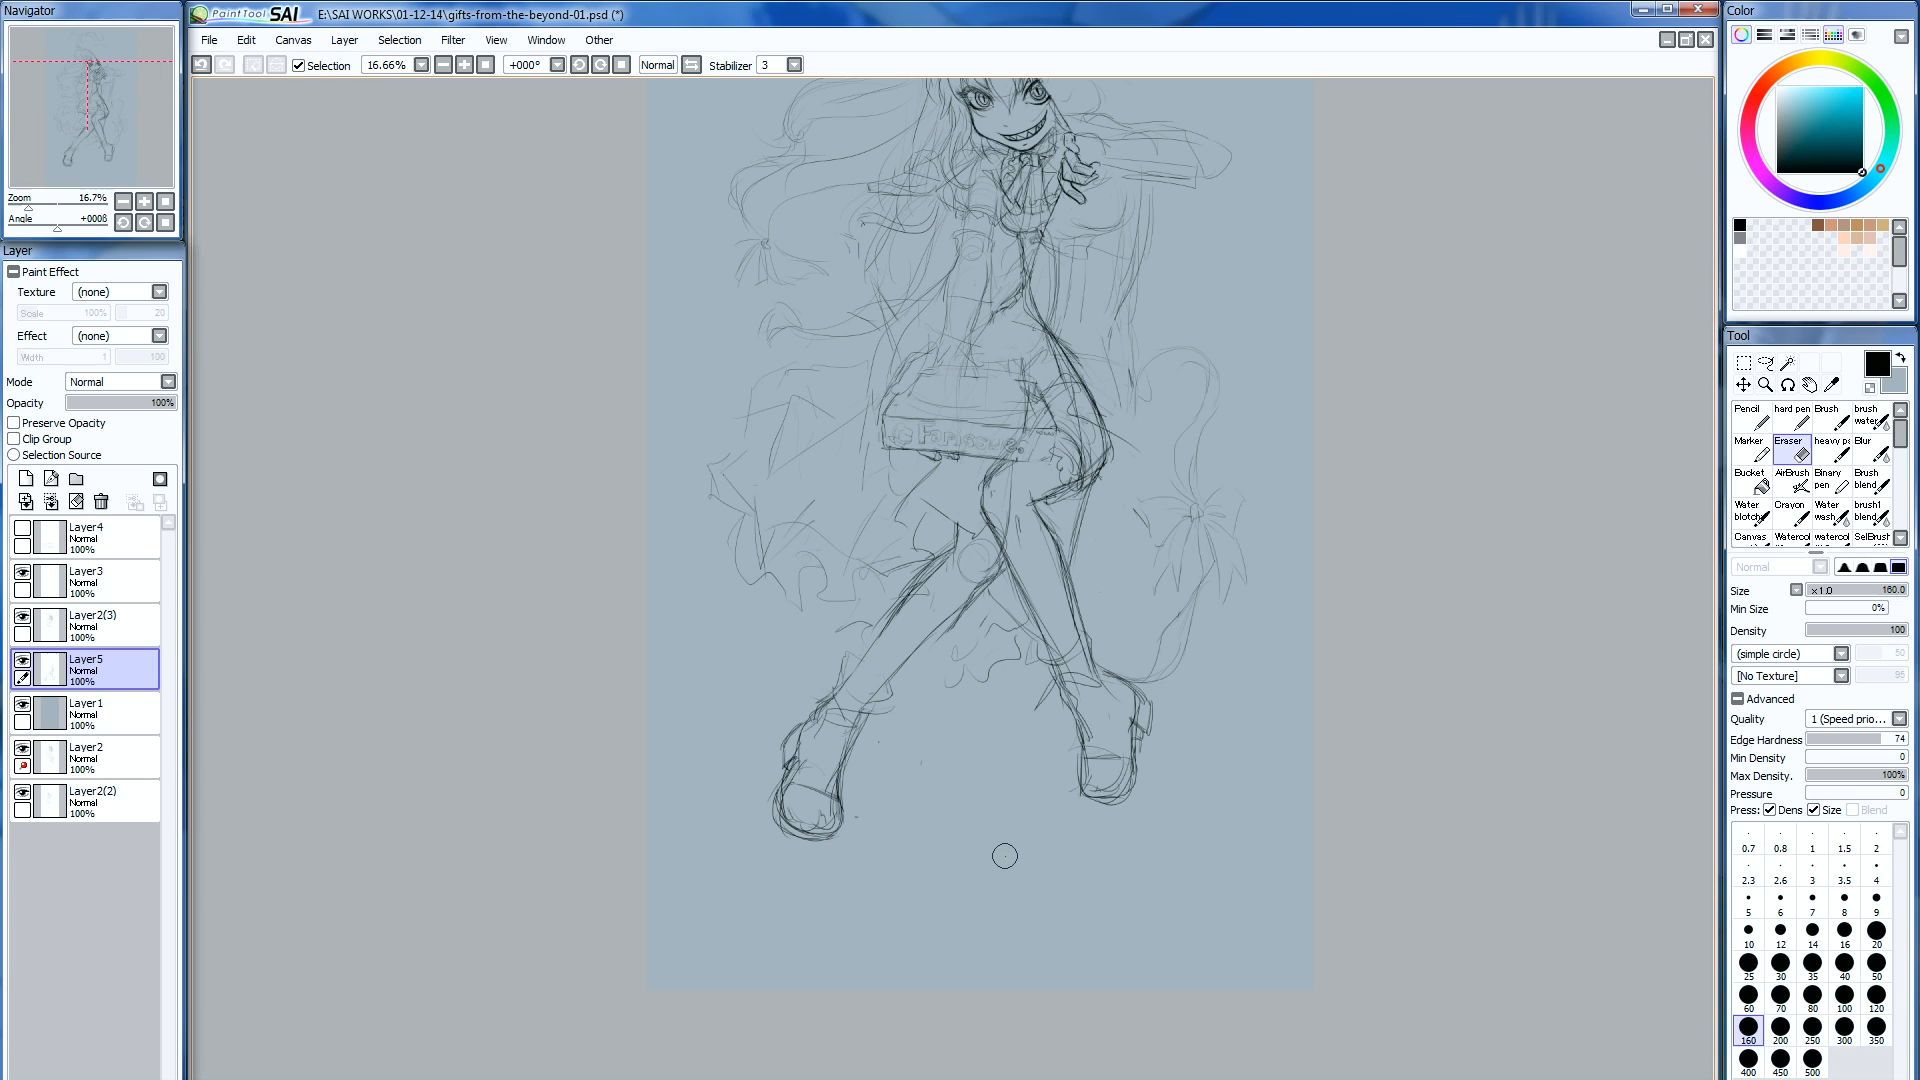 Navigator
PaintTool SAI E:\SAI WORKS\01-12-14\gifts-from-the-beyond-01.psd (*)
Color
File Edit Canvas Layer Selection Filter View Window Other
Selection 16.66% +000° Normal Stabilizer 3
Zoom 16.7%
Angle +0008
Layer
Paint Effect
Texture (none)
Scale 100% 20
Effect (none)
Width 1 100
Mode Normal
Opacity 100%
Preserve Opacity
Clip Group
Selection Source
Layer4
Normal
100%
Layer3
Normal
100%
Layer2(3)
Normal
100%
Layer5
Normal
100%
Layer1
Normal
100%
Layer2
Normal
100%
Layer2(2)
Normal
100%
Tool
Pencil hard pen Brush brush water
Marker Eraser heavy p Blur
Bucket AirBrush Binary pen Brush blend
Water blotch Crayon Water wash brush1 blend
Canvas Watercol watercol SelBrush
Normal
Size x1.0 160.0
Min Size 0%
Density 100
(simple circle) 50
[No Texture] 95
Advanced
Quality 1 (Speed prio...
Edge Hardness 74
Min Density 0
Max Density. 100%
Pressure 0
Press: Dens Size Blend
0.7 0.8 1 1.5 2
2.3 2.6 3 3.5 4
5 6 7 8 9
10 12 14 16 20
25 30 35 40 50
60 70 80 100 120
160 200 250 300 350
400 450 500